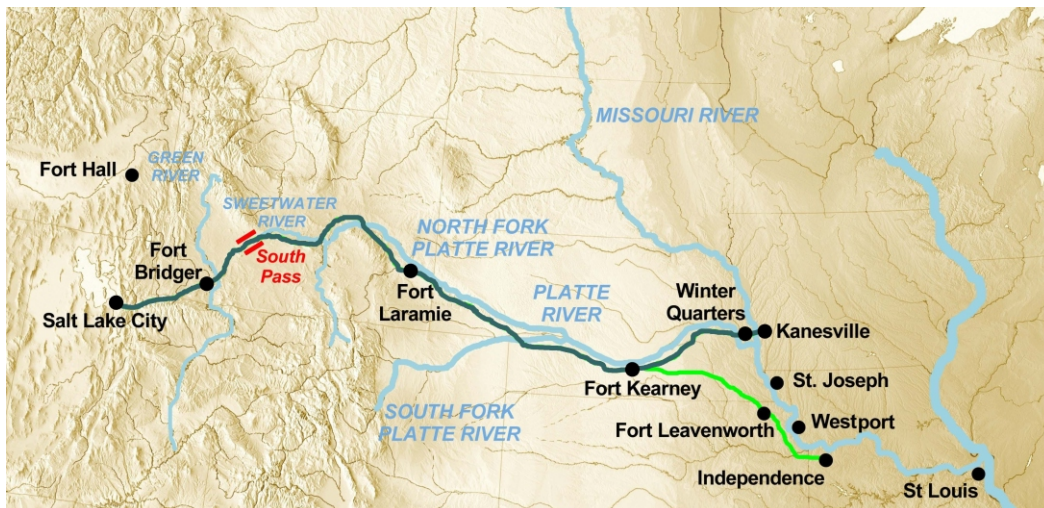 MISSOURI RIVER
Fort Hall
GREEN
RIVER
SWEETWATER
RIVER
NORTH FORK
PLATTE RIVER
Fort
Bridger
South
Pass
Fort
Laramie
PLATTE
RIVER
Winter
Quarters
Kanesville
Salt Lake City
St. Joseph
Fort Kearney
SOUTH FORK
PLATTE RIVER
Westport
Fort Leavenworth
Independence
St Louis